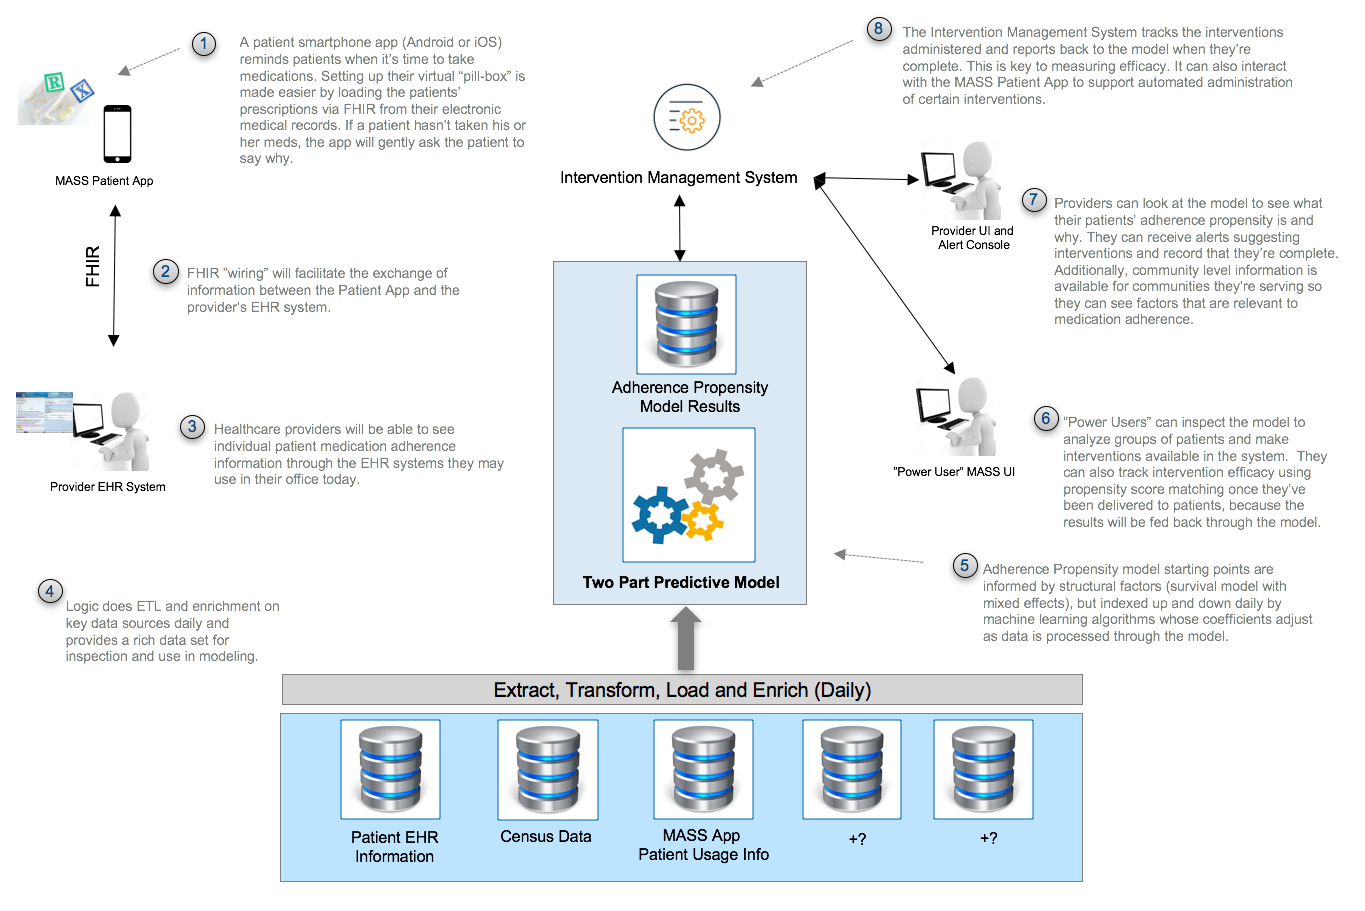 1
A patient smartphone app (Android or iOS)
reminds patients when it's time to take
medications. Setting up their virtual “pill-box” is
made easier by loading the patients'
prescriptions via FHIR from their electronic
medical records. If a patient hasn't taken his or
her meds, the app will gently ask the patient to
say why.
R
X
MASS Patient App
FHIR
2
FHIR ”wiring” will facilitate the exchange of
information between the Patient App and the
provider's EHR system.
Provider EHR System
3
Healthcare providers will be able to see
individual patient medication adherence
information through the EHR systems they may
use in their office today.
4
Logic does ETL and enrichment on
key data sources daily and
provides a rich data set for
inspection and use in modeling.
Intervention Management System
8
The Intervention Management System tracks the interventions
administered and reports back to the model when they're
complete. This is key to measuring efficacy. It can also interact
with the MASS Patient App to support automated administration
of certain interventions.
Provider UI and
Alert Console
7
Providers can look at the model to see what
their patients' adherence propensity is and
why. They can receive alerts suggesting
interventions and record that they're complete.
Additionally, community level information is
available for communities they're serving so
they can see factors that are relevant to
medication adherence.
Adherence Propensity
Model Results
Two Part Predictive Model
”Power User” MASS UI
6
”Power Users” can inspect the model to
analyze groups of patients and make
interventions available in the system.  They
can also track intervention efficacy using
propensity score matching once they've
been delivered to patients, because the
results will be fed back through the model.
5
Adherence Propensity model starting points are
informed by structural factors (survival model with
mixed effects), but indexed up and down daily by
machine learning algorithms whose coefficients adjust
as data is processed through the model.
Extract, Transform, Load and Enrich (Daily)
Patient EHR
Information
Census Data
MASS App
Patient Usage Info
+?
+?